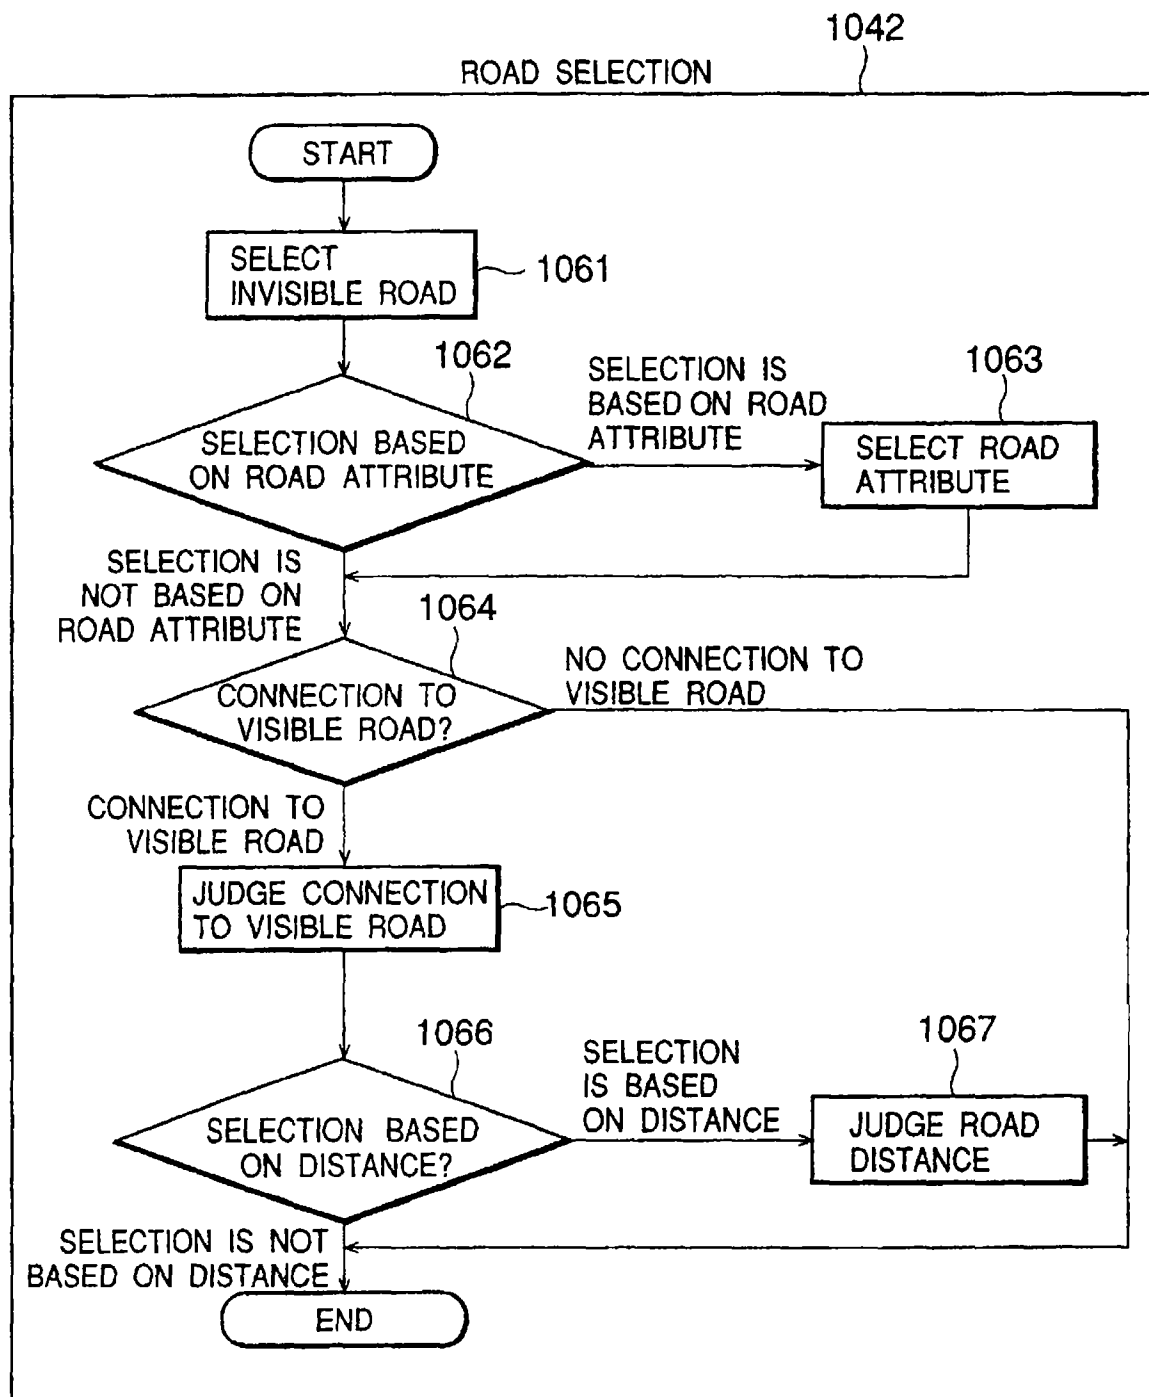 1042
ROAD SELECTION
START
SELECT
INVISIBLE ROAD
1061
1062
SELECTION BASED
ON ROAD ATTRIBUTE
SELECTION IS
BASED ON ROAD
ATTRIBUTE
1063
SELECT ROAD
ATTRIBUTE
SELECTION IS
NOT BASED ON
ROAD ATTRIBUTE
1064
CONNECTION TO
VISIBLE ROAD?
NO CONNECTION TO
VISIBLE ROAD
CONNECTION TO
VISIBLE ROAD
JUDGE CONNECTION
TO VISIBLE ROAD
1065
1066
SELECTION BASED
ON DISTANCE?
SELECTION
IS BASED
ON DISTANCE
1067
JUDGE ROAD
DISTANCE
SELECTION IS NOT
BASED ON DISTANCE
END